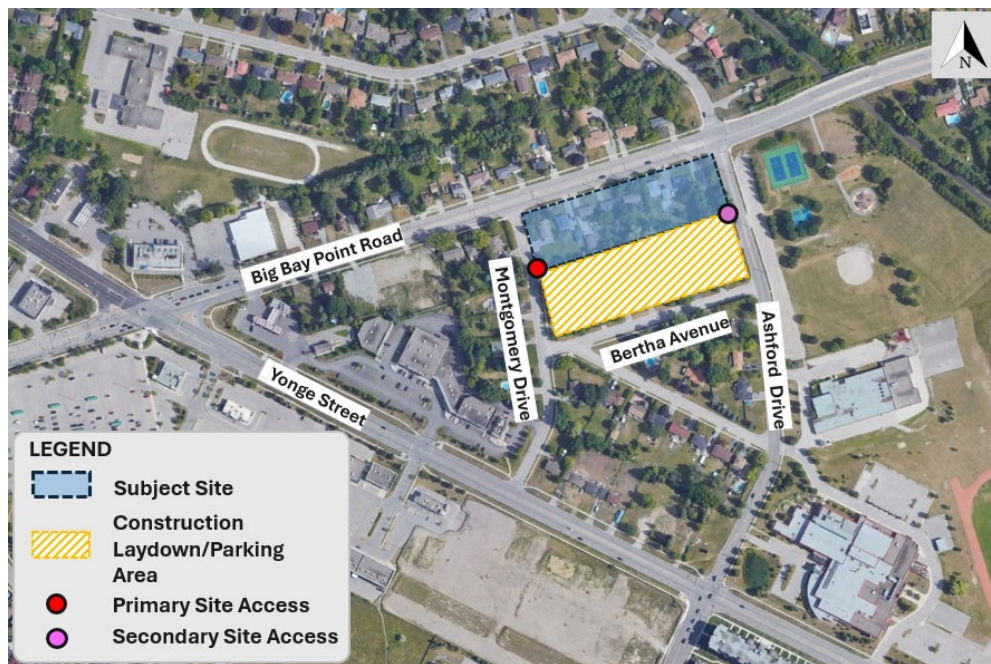 N
Big Bay Point Road
Montgomery Drive
Bertha Avenue
Ashford Drive
Yonge Street
LEGEND
Subject Site
Construction
Laydown/Parking
Area
Primary Site Access
Secondary Site Access